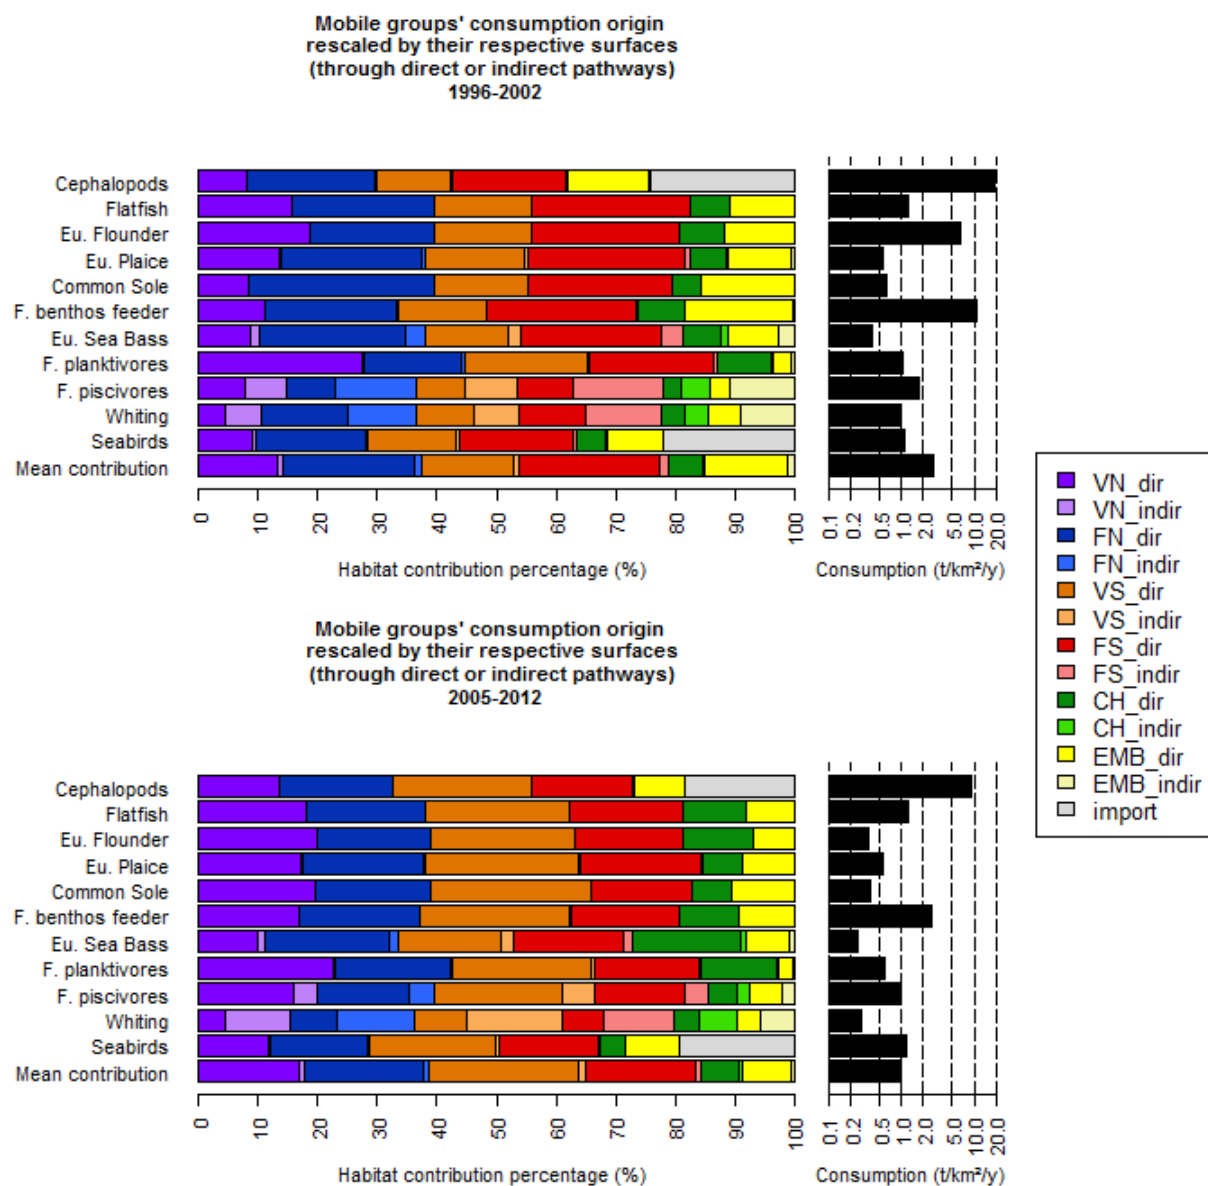 Mobile groups' consumption origin
rescaled by their respective surfaces
(through direct or indirect pathways)
1996-2002
Cephalopods
Flatfish
Eu. Flounder
Eu. Plaice
Common Sole
F. benthos feeder
Eu. Sea Bass
F. planktivores
F. piscivores
Whiting
Seabirds
Mean contribution
0 10 20 30 40 50 60 70 80 90 100
Habitat contribution percentage (%)
0.1 0.2 0.5 1.0 2.0 5.0 10.0 20.0
Consumption (t/km²/y)
Mobile groups' consumption origin
rescaled by their respective surfaces
(through direct or indirect pathways)
2005-2012
Cephalopods
Flatfish
Eu. Flounder
Eu. Plaice
Common Sole
F. benthos feeder
Eu. Sea Bass
F. planktivores
F. piscivores
Whiting
Seabirds
Mean contribution
0 10 20 30 40 50 60 70 80 90 100
Habitat contribution percentage (%)
0.1 0.2 0.5 1.0 2.0 5.0 10.0 20.0
Consumption (t/km²/y)
VN_dir
VN_indir
FN_dir
FN_indir
VS_dir
VS_indir
FS_dir
FS_indir
CH_dir
CH_indir
EMB_dir
EMB_indir
import